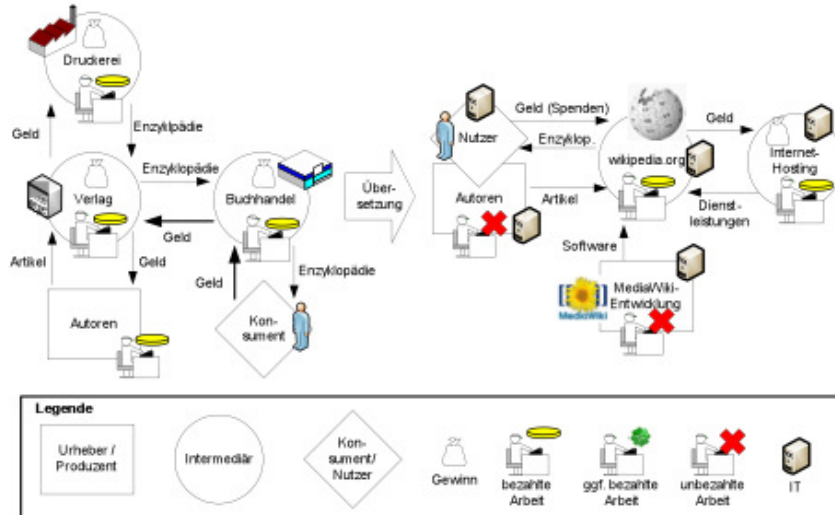 Druckerei
Geld
Enzyklpädie
Enzyklopädie
Verlag
Buchhandel
Geld
Artikel
Geld
Geld
Enzyklopädie
Autoren
Kon-
sument
Über-
setzung
Nutzer
Geld (Spenden)
Enzyklop.
wikipedia.org
Geld
Internet-
Hosting
Autoren
Artikel
Dienst-
leistungen
Software
MediaWiki-
Entwicklung
MediaWiki
Legende
Urheber /
Produzent
Intermediär
Kon-
sument/
Nutzer
Gewinn
bezahlte
Arbeit
ggf. bezahlte
Arbeit
unbezahlte
Arbeit
IT